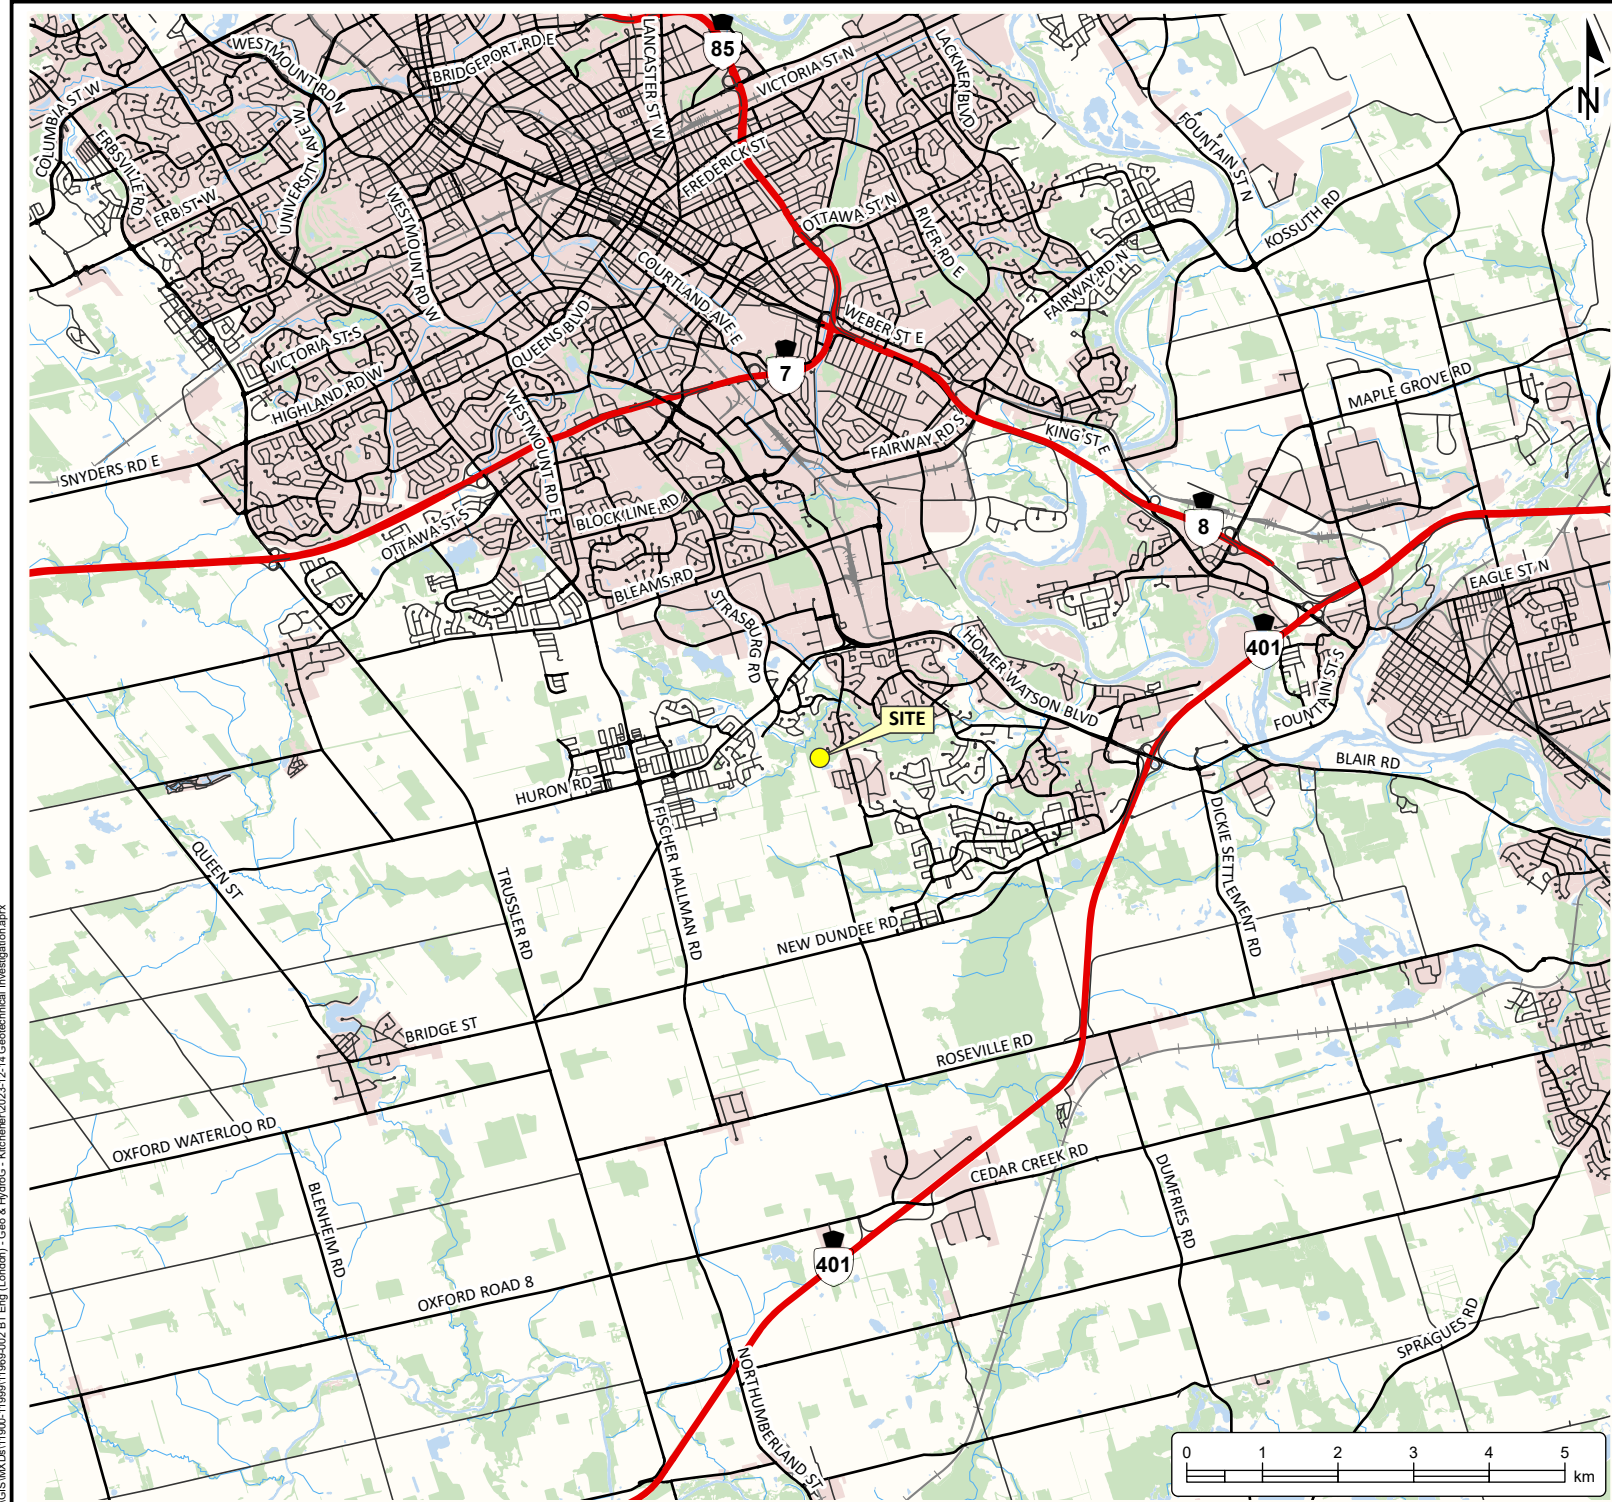 85
WESTMOUNT RD N
BRIDGEPORT RD E
LANCASTER ST W
VICTORIA ST N
LACKNER BLVD
N
COLUMBIA ST W
ERBSVILLE RD
UNIVERSITY AVE W
ERB ST W
WESTMOUNT RD W
FREDERICK ST
OTTAWA ST N
RIVER RD E
FOUNTAIN ST N
KOSSUTH RD
FAIRWAY RD N
COURTLAND AVE E
WEBER ST E
QUEENS BLVD
VICTORIA ST S
HIGHLAND RD W
7
MAPLE GROVE RD
WESTMOUNT RD E
FAIRWAY RD S
KING ST E
SNYDERS RD E
BLOCK LINE RD
OTTAWA ST S
8
BLEAMS RD
STRASBURG RD
EAGLE ST N
HOMER WATSON BLVD
401
FOUNTAIN ST S
SITE
BLAIR RD
HURON RD
FISCHER HALLMAN RD
DICKIE SETTLEMENT RD
QUEEN ST
TRUSSLER RD
NEW DUNDEE RD
BRIDGE ST
ROSEVILLE RD
OXFORD WATERLOO RD
CEDAR CREEK RD
BLENHEIM RD
DUMFRIES RD
401
OXFORD ROAD 8
SPRAGUES RD
NORTHUMBERLAND ST
0 1 2 3 4 5
km